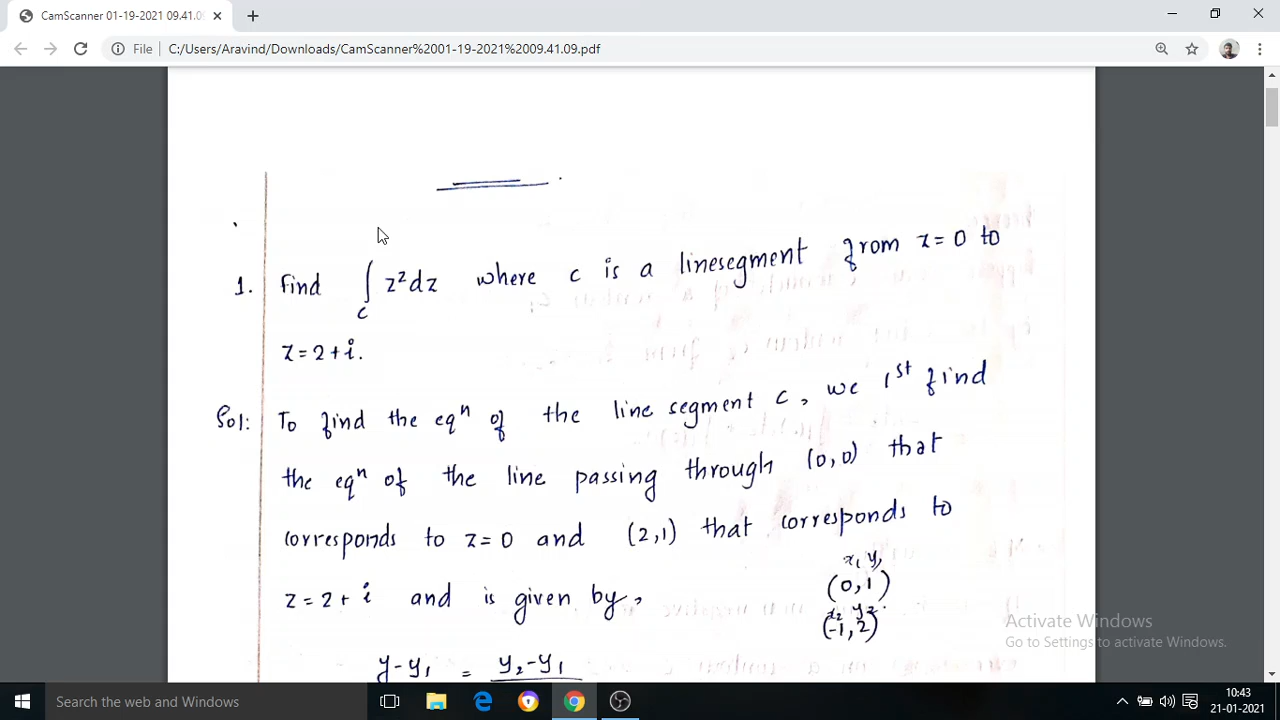 CamScanner 01-19-2021 09.41.09
File C:/Users/Aravind/Downloads/CamScanner%2001-19-2021%2009.41.09.pdf
1. Find ∫_C z²dz where c is a linesegment from z=0 to
z=2+i.
Sol: To find the eqⁿ of the line segment c, we 1st find
the eqⁿ of the line passing through (0,0) that
corresponds to z=0 and (2,1) that corresponds to
x₁ y₁
(0,1)
z=2+i and is given by,
x₂ y₂
(-1,2)
y-y₁ = y₂-y₁
Activate Windows
Go to Settings to activate Windows.
Search the web and Windows
10:43
21-01-2021